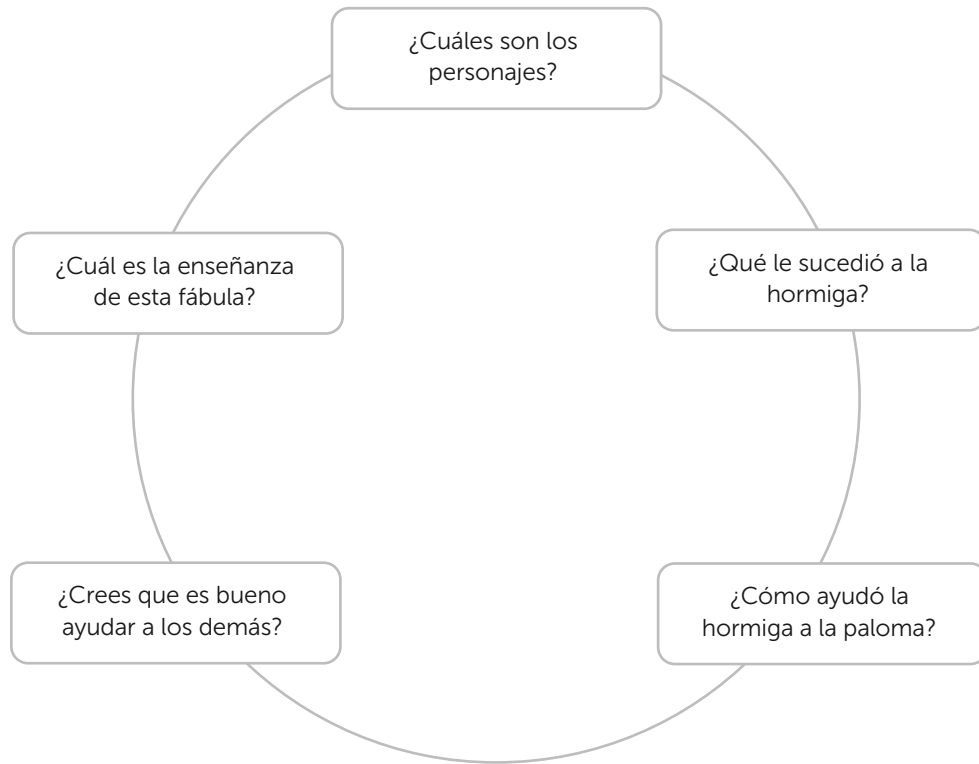 ¿Cuáles son los
personajes?
¿Cuál es la enseñanza
de esta fábula?
¿Qué le sucedió a la
hormiga?
¿Crees que es bueno
ayudar a los demás?
¿Cómo ayudó la
hormiga a la paloma?